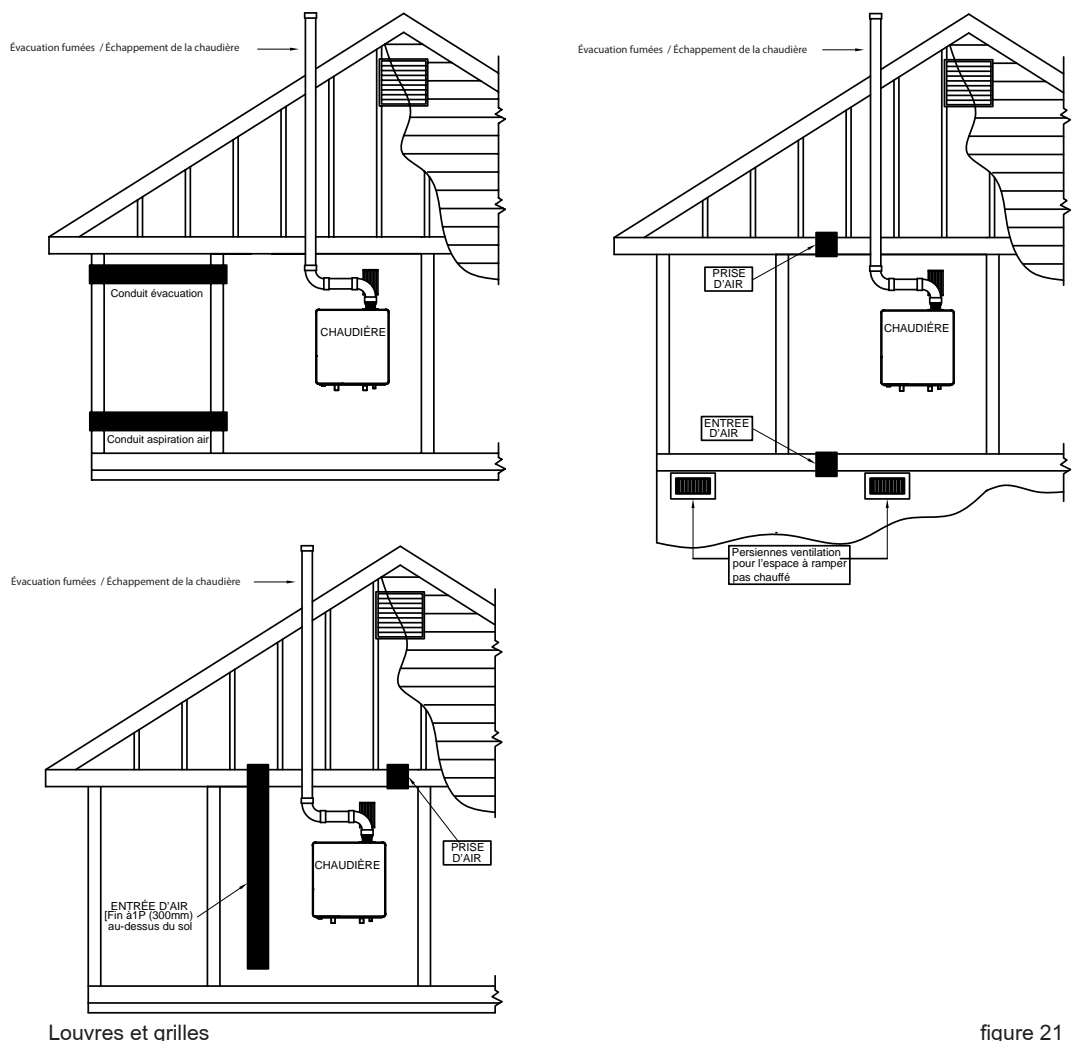 Évacuation fumées / Échappement de la chaudière
Conduit évacuation
CHAUDIÉRE
Conduit aspiration air
Évacuation fumées / Échappement de la chaudière
PRISE
D'AIR
CHAUDIÉRE
ENTREE
D'AIR
Persiennes ventilation
pour l'espace à ramper
pas chauffé
Évacuation fumées / Échappement de la chaudière
PRISE
D'AIR
CHAUDIÈRE
ENTRÉE D'AIR
[Fin à1P (300mm)
au-dessus du sol
Louvres et grilles
figure 21